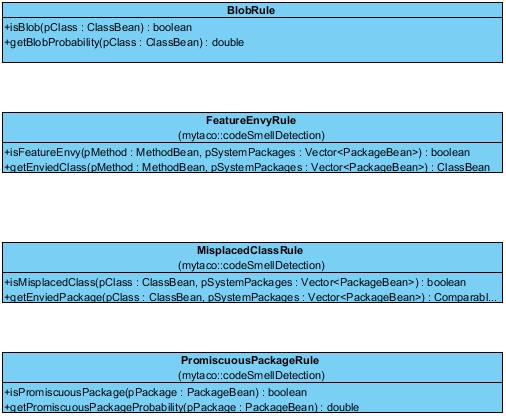 BlobRule
+isBlob(pClass : ClassBean) : boolean
+getBlobProbability(pClass : ClassBean) : double
FeatureEnvyRule
(mytaco::codeSmellDetection)
+isFeatureEnvy(pMethod : MethodBean, pSystemPackages : Vector<PackageBean>) : boolean
+getEnviedClass(pMethod : MethodBean, pSystemPackages : Vector<PackageBean>) : ClassBean
MisplacedClassRule
(mytaco::codeSmellDetection)
+isMisplacedClass(pClass : ClassBean, pSystemPackages : Vector<PackageBean>) : boolean
+getEnviedPackage(pClass : ClassBean, pSystemPackages : Vector<PackageBean>) : Comparabl...
PromiscuousPackageRule
(mytaco::codeSmellDetection)
+isPromiscuousPackage(pPackage : PackageBean) : boolean
+getPromiscuousPackageProbability(pPackage : PackageBean) : double